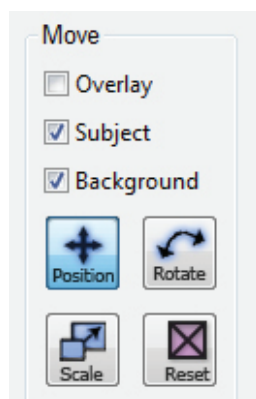 Move
Overlay
Subject
Background
Position Rotate
Scale Reset